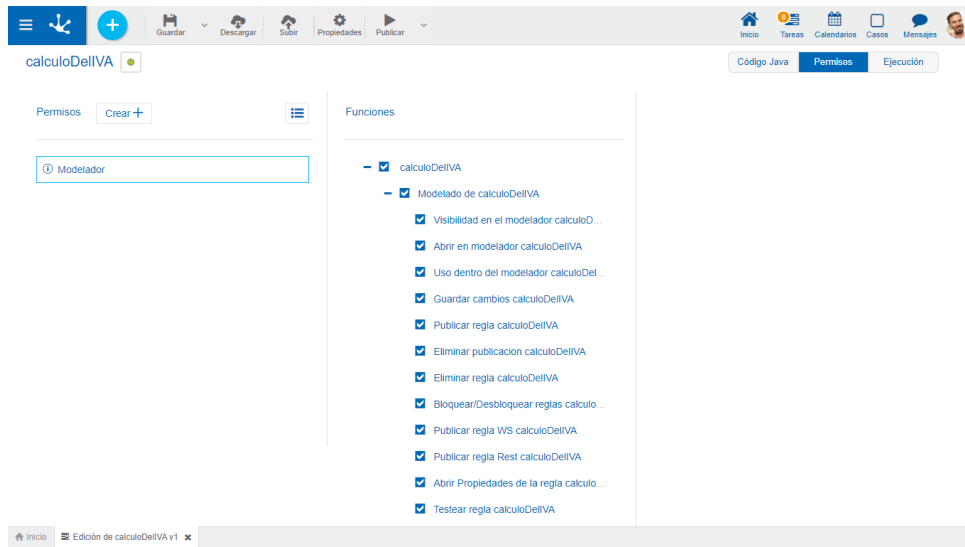 Guardar
Descargar
Subir
Propiedades
Publicar
Inicio
Tareas
Calendarios
Casos
Mensajes
calculoDelIVA
Código Java
Permisos
Ejecución
Permisos
Crear
Funciones
Modelador
calculoDelIVA
Modelado de calculoDelIVA
Visibilidad en el modelador calculoD...
Abrir en modelador calculoDelIVA
Uso dentro del modelador calculoDel...
Guardar cambios calculoDelIVA
Publicar regla calculoDelIVA
Eliminar publicacion calculoDelIVA
Eliminar regla calculoDelIVA
Bloquear/Desbloquear reglas calculo...
Publicar regla WS calculoDelIVA
Publicar regla Rest calculoDelIVA
Abrir Propiedades de la regla calculo...
Testear regla calculoDelIVA
Inicio
Edición de calculoDelIVA v1